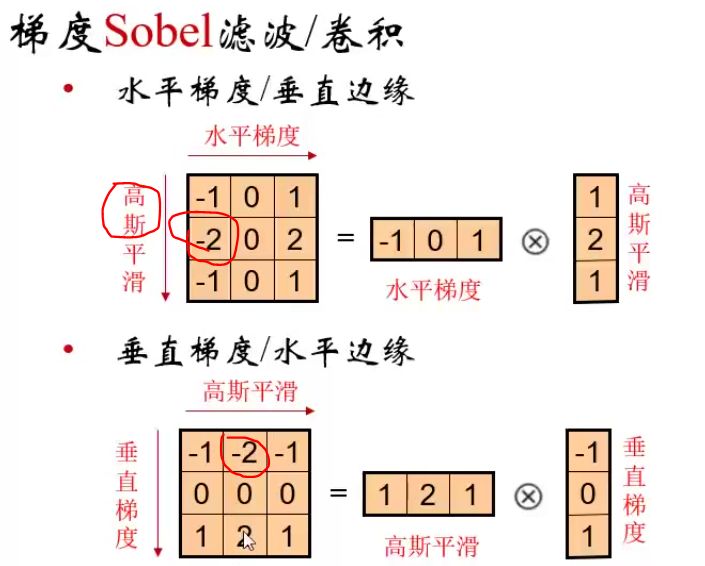 梯度Sobel滤波/卷积
• 水平梯度/垂直边缘
水平梯度
高斯平滑
-1 0 1
-2 0 2
-1 0 1
=
-1 0 1
⊗
1
2
1
高斯平滑
水平梯度
• 垂直梯度/水平边缘
高斯平滑
垂直梯度
-1 -2 -1
0 0 0
1 2 1
=
1 2 1
⊗
-1
0
1
垂直梯度
高斯平滑